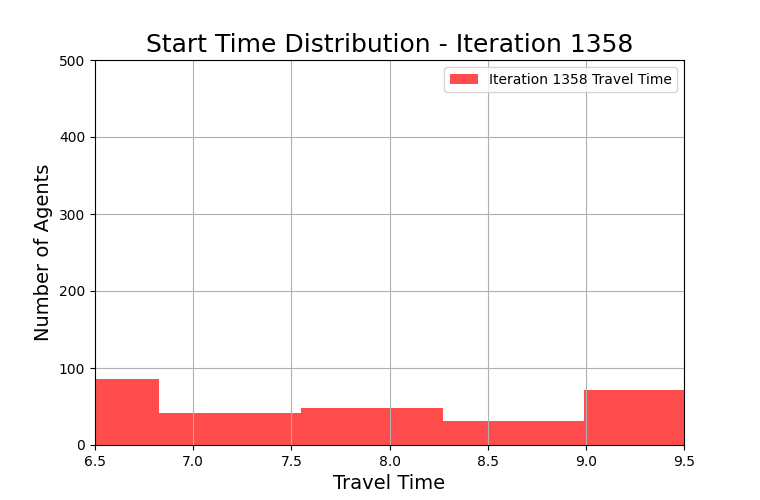 Start Time Distribution - Iteration 1358
500
400
300
200
100
0
Number of Agents
Iteration 1358 Travel Time
6.5 7.0 7.5 8.0 8.5 9.0 9.5
Travel Time